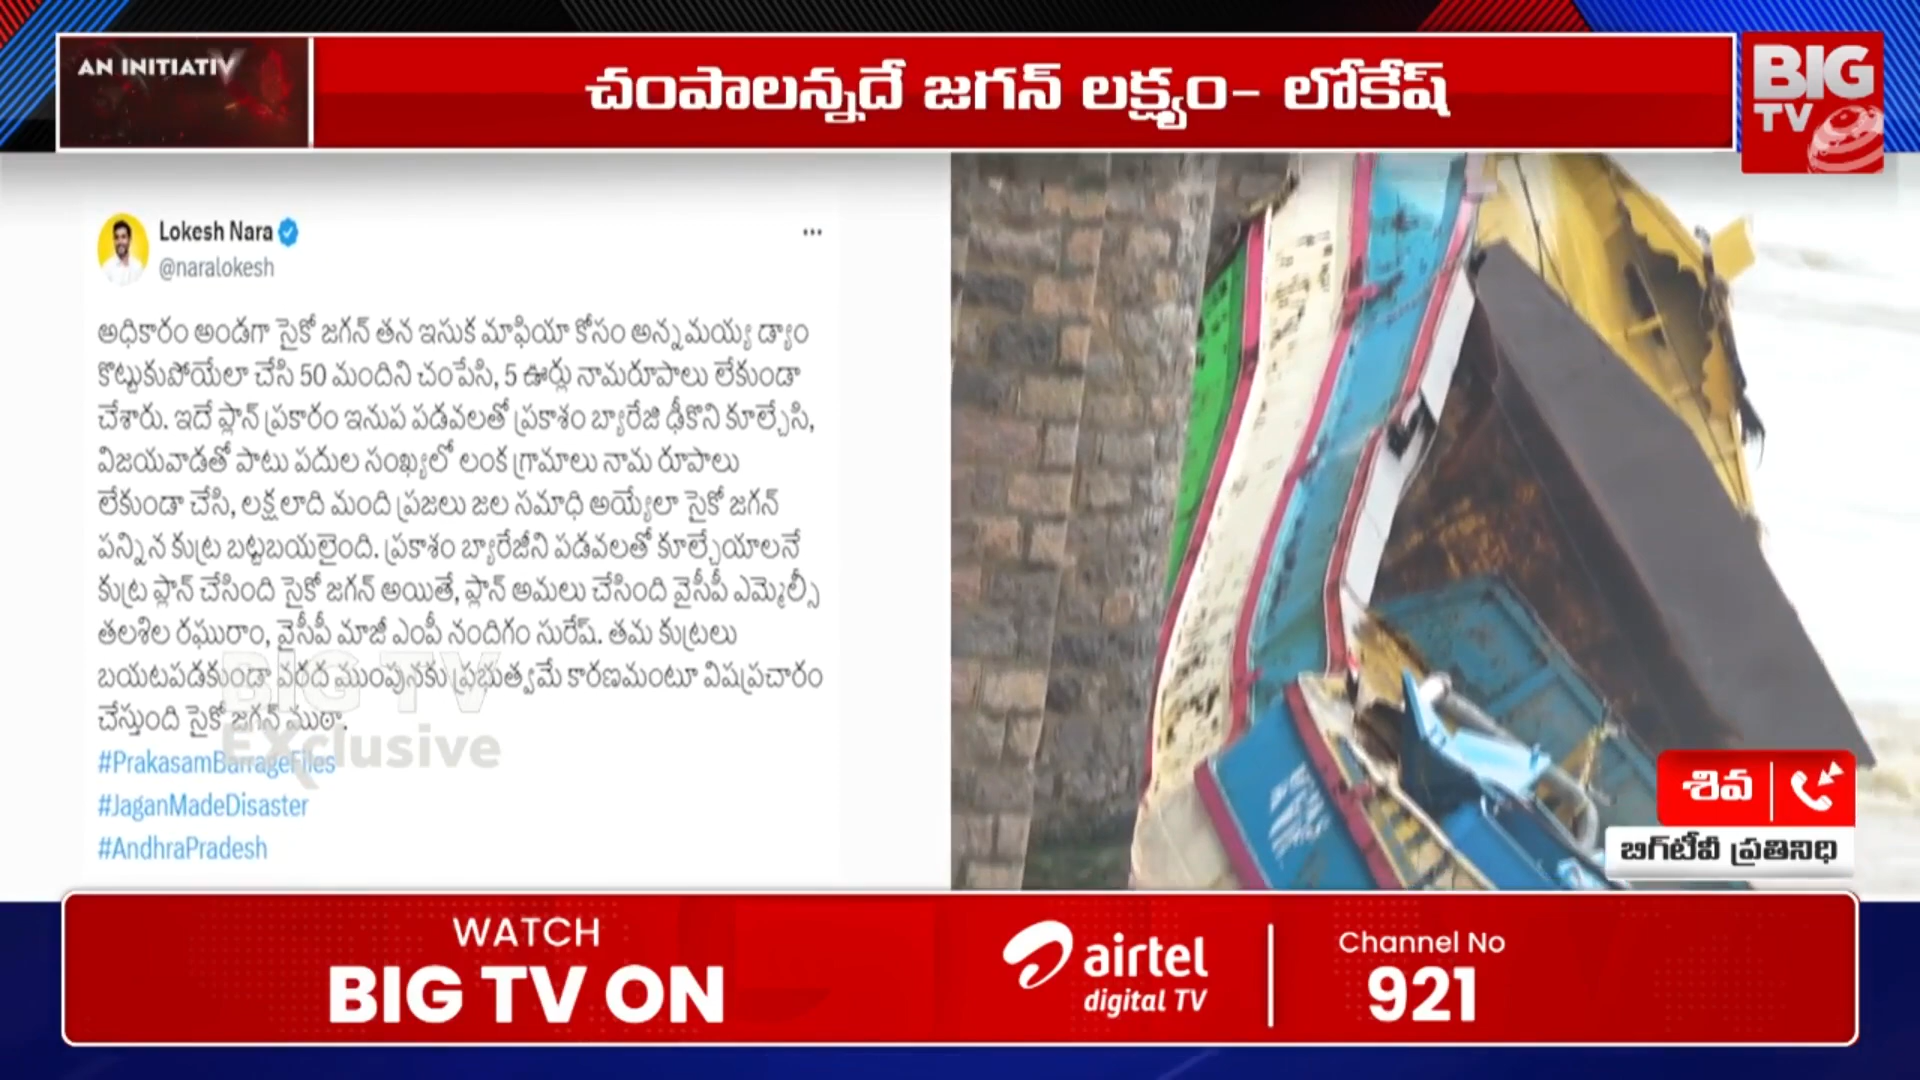 AN INITIATIV
చంపాలన్నదే జగన్ లక్ష్యం- లోకేష్
BIG
TV
Lokesh Nara
@naralokesh
అధికారం అండగా సైకో జగన్ తన ఇసుక మాఫియా కోసం అన్నమయ్య డ్యాం
కొట్టుకుపోయేలా చేసి 50 మందిని చంపేసి, 5 ఊర్లు నామరూపాలు లేకుండా
చేశారు. ఇదే ప్లాన్ ప్రకారం ఇనుప పడవలతో ప్రకాశం బ్యారేజి ఢీకొని కూల్చేసి,
విజయవాడతో పాటు పదుల సంఖ్యలో లంక గ్రామాలు నామ రూపాలు
లేకుండా చేసి, లక్షలాది మంది ప్రజలు జల సమాధి అయ్యేలా సైకో జగన్
పన్నిన కుట్ర బట్టబయలైంది. ప్రకాశం బ్యారేజీని పడవలతో కూల్చేయాలనే
కుట్ర ప్లాన్ చేసింది సైకో జగన్ అయితే, ప్లాన్ అమలు చేసింది వైసీపీ ఎమ్మెల్సీ
తలశిల రఘురాం, వైసీపీ మాజీ ఎంపీ నందిగం సురేష్. తమ కుట్రలు
బయటపడకుండా వరద ముంపునకు ప్రభుత్వమే కారణమంటూ విషప్రచారం
చేస్తుంది సైకో జగన్ ముఠా.
#PrakasamBarrageFiles
#JaganMadeDisaster
#AndhraPradesh
BIG TV
Exclusive
శివ
బిగ్‌టీవీ ప్రతినిధి
WATCH
BIG TV ON
airtel
digital TV
Channel No
921